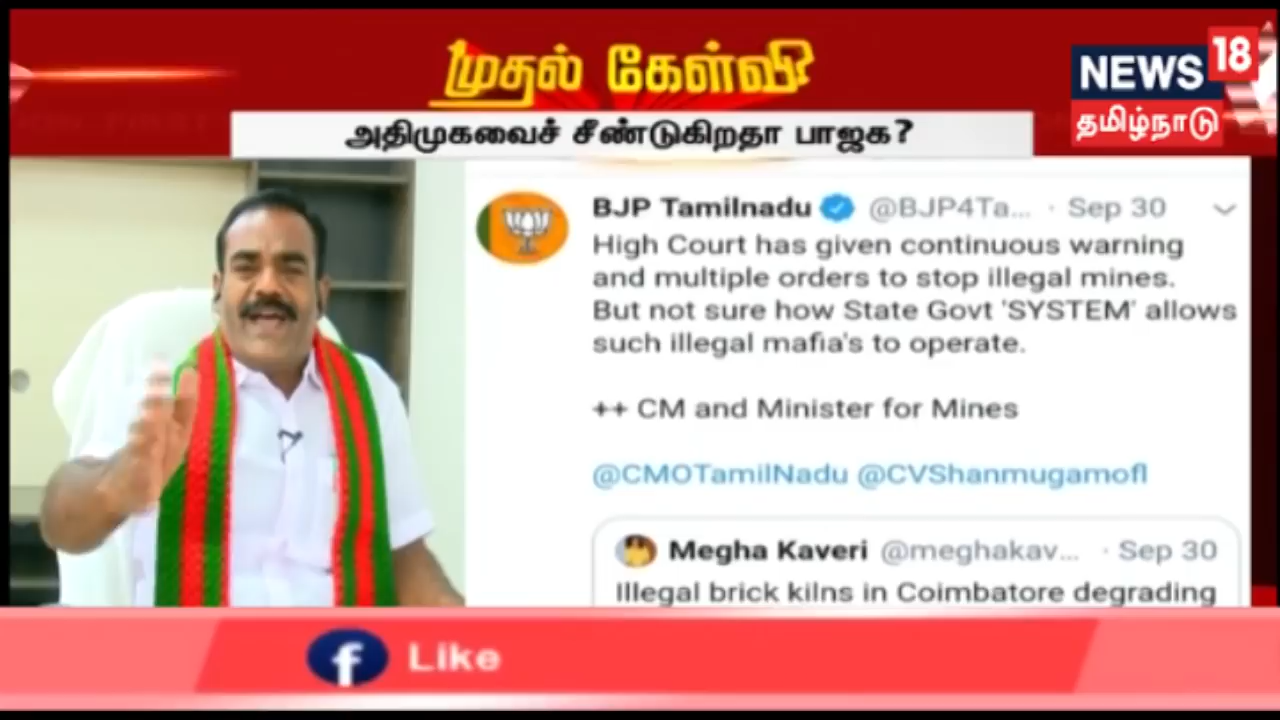 முதல் கேள்வி?
NEWS 18
தமிழ்நாடு
அதிமுகவைச் சீண்டுகிறதா பாஜக?
BJP Tamilnadu @BJP4Ta... · Sep 30
High Court has given continuous warning
and multiple orders to stop illegal mines.
But not sure how State Govt 'SYSTEM' allows
such illegal mafia's to operate.
++ CM and Minister for Mines
@CMOTamilNadu @CVShanmugamofl
Megha Kaveri @meghakav... · Sep 30
Illegal brick kilns in Coimbatore degrading
f Like